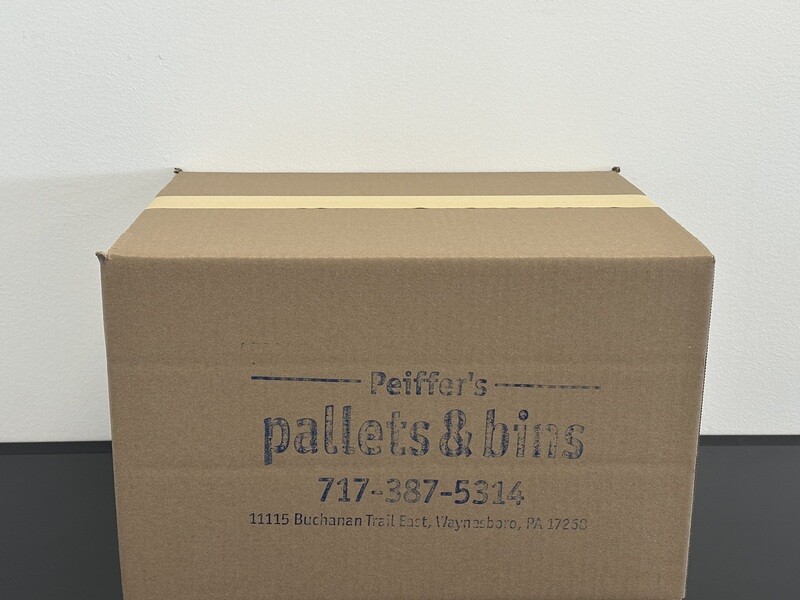 Peiffer's
pallets & bins
717-387-5314
11115 Buchanan Trail East, Waynesboro, PA 17268